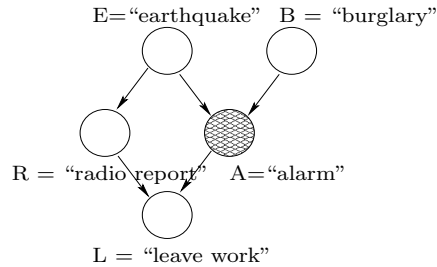 E=“earthquake” B = “burglary”
R = “radio report” A=“alarm”
L = “leave work”